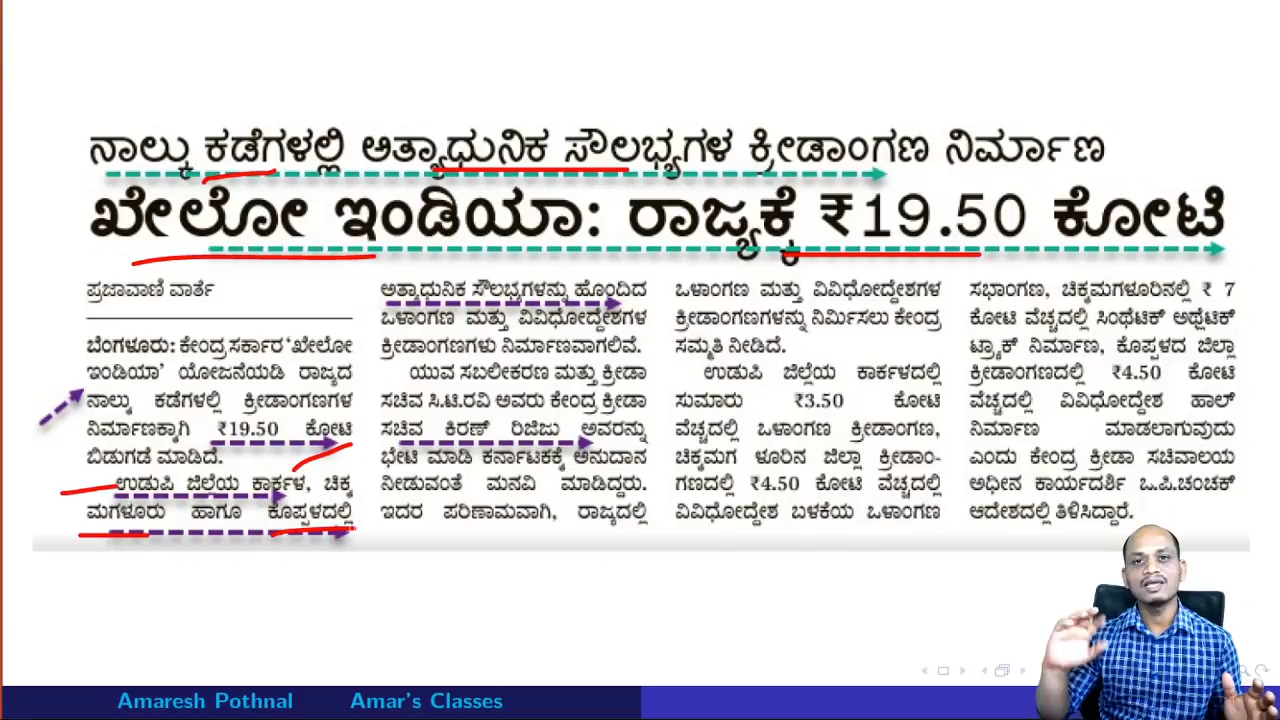 ನಾಲ್ಕು ಕಡೆಗಳಲ್ಲಿ ಅತ್ಯಾಧುನಿಕ ಸೌಲಭ್ಯಗಳ ಕ್ರೀಡಾಂಗಣ ನಿರ್ಮಾಣ
ಖೇಲೋ ಇಂಡಿಯಾ: ರಾಜ್ಯಕ್ಕೆ ₹19.50 ಕೋಟಿ
ಪ್ರಜಾವಾಣಿ ವಾರ್ತೆ
ಬೆಂಗಳೂರು: ಕೇಂದ್ರ ಸರ್ಕಾರ ‘ಖೇಲೋ
ಇಂಡಿಯಾ’ ಯೋಜನೆಯಡಿ ರಾಜ್ಯದ
ನಾಲ್ಕು ಕಡೆಗಳಲ್ಲಿ ಕ್ರೀಡಾಂಗಣಗಳ
ನಿರ್ಮಾಣಕ್ಕಾಗಿ ₹19.50 ಕೋಟಿ
ಬಿಡುಗಡೆ ಮಾಡಿದೆ.
ಉಡುಪಿ ಜಿಲ್ಲೆಯ ಕಾರ್ಕಳ, ಚಿಕ್ಕ
ಮಗಳೂರು ಹಾಗೂ ಕೊಪ್ಪಳದಲ್ಲಿ
ಅತ್ಯಾಧುನಿಕ ಸೌಲಭ್ಯಗಳನ್ನು ಹೊಂದಿದ
ಒಳಾಂಗಣ ಮತ್ತು ವಿವಿಧೋದ್ದೇಶಗಳ
ಕ್ರೀಡಾಂಗಣಗಳು ನಿರ್ಮಾಣವಾಗಲಿವೆ.
ಯುವ ಸಬಲೀಕರಣ ಮತ್ತು ಕ್ರೀಡಾ
ಸಚಿವ ಸಿ.ಟಿ.ರವಿ ಅವರು ಕೇಂದ್ರ ಕ್ರೀಡಾ
ಸಚಿವ ಕಿರಣ್ ರಿಜಿಜು ಅವರನ್ನು
ಭೇಟಿ ಮಾಡಿ ಕರ್ನಾಟಕಕ್ಕೆ ಅನುದಾನ
ನೀಡುವಂತೆ ಮನವಿ ಮಾಡಿದ್ದರು.
ಇದರ ಪರಿಣಾಮವಾಗಿ, ರಾಜ್ಯದಲ್ಲಿ
ಒಳಾಂಗಣ ಮತ್ತು ವಿವಿಧೋದ್ದೇಶಗಳ
ಕ್ರೀಡಾಂಗಣಗಳನ್ನು ನಿರ್ಮಿಸಲು ಕೇಂದ್ರ
ಸಮ್ಮತಿ ನೀಡಿದೆ.
ಉಡುಪಿ ಜಿಲ್ಲೆಯ ಕಾರ್ಕಳದಲ್ಲಿ
ಸುಮಾರು ₹3.50 ಕೋಟಿ
ವೆಚ್ಚದಲ್ಲಿ ಒಳಾಂಗಣ ಕ್ರೀಡಾಂಗಣ,
ಚಿಕ್ಕಮಗ ಳೂರಿನ ಜಿಲ್ಲಾ ಕ್ರೀಡಾಂ-
ಗಣದಲ್ಲಿ ₹4.50 ಕೋಟಿ ವೆಚ್ಚದಲ್ಲಿ
ವಿವಿಧೋದ್ದೇಶ ಬಳಕೆಯ ಒಳಾಂಗಣ
ಸಭಾಂಗಣ, ಚಿಕ್ಕಮಗಳೂರಿನಲ್ಲಿ ₹ 7
ಕೋಟಿ ವೆಚ್ಚದಲ್ಲಿ ಸಿಂಥೆಟಿಕ್ ಅಥ್ಲೆಟಿಕ್
ಟ್ರ್ಯಾಕ್ ನಿರ್ಮಾಣ, ಕೊಪ್ಪಳದ ಜಿಲ್ಲಾ
ಕ್ರೀಡಾಂಗಣದಲ್ಲಿ ₹4.50 ಕೋಟಿ
ವೆಚ್ಚದಲ್ಲಿ ವಿವಿಧೋದ್ದೇಶ ಹಾಲ್
ನಿರ್ಮಾಣ ಮಾಡಲಾಗುವುದು
ಎಂದು ಕೇಂದ್ರ ಕ್ರೀಡಾ ಸಚಿವಾಲಯ
ಅಧೀನ ಕಾರ್ಯದರ್ಶಿ ಒ.ಪಿ.ಚಂಚಕ್
ಆದೇಶದಲ್ಲಿ ತಿಳಿಸಿದ್ದಾರೆ.
Amaresh Pothnal Amar's Classes